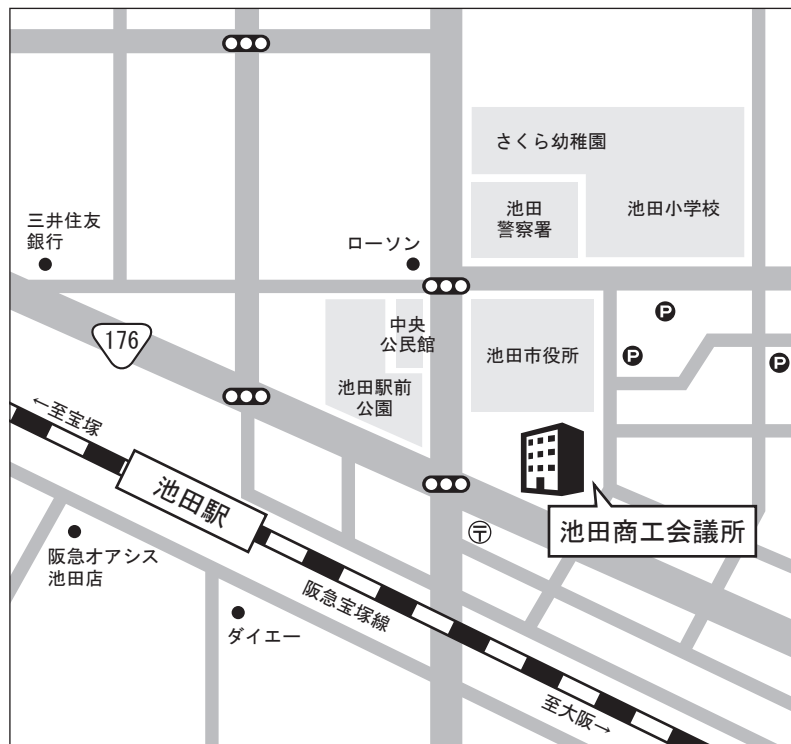 さくら幼稚園
池田
警察署
池田小学校
三井住友
銀行
ローソン
176
中央
公民館
池田市役所
池田駅前
公園
P
P
P
←至宝塚
池田駅
〒
池田商工会議所
阪急オアシス
池田店
阪急宝塚線
ダイエー
至大阪→